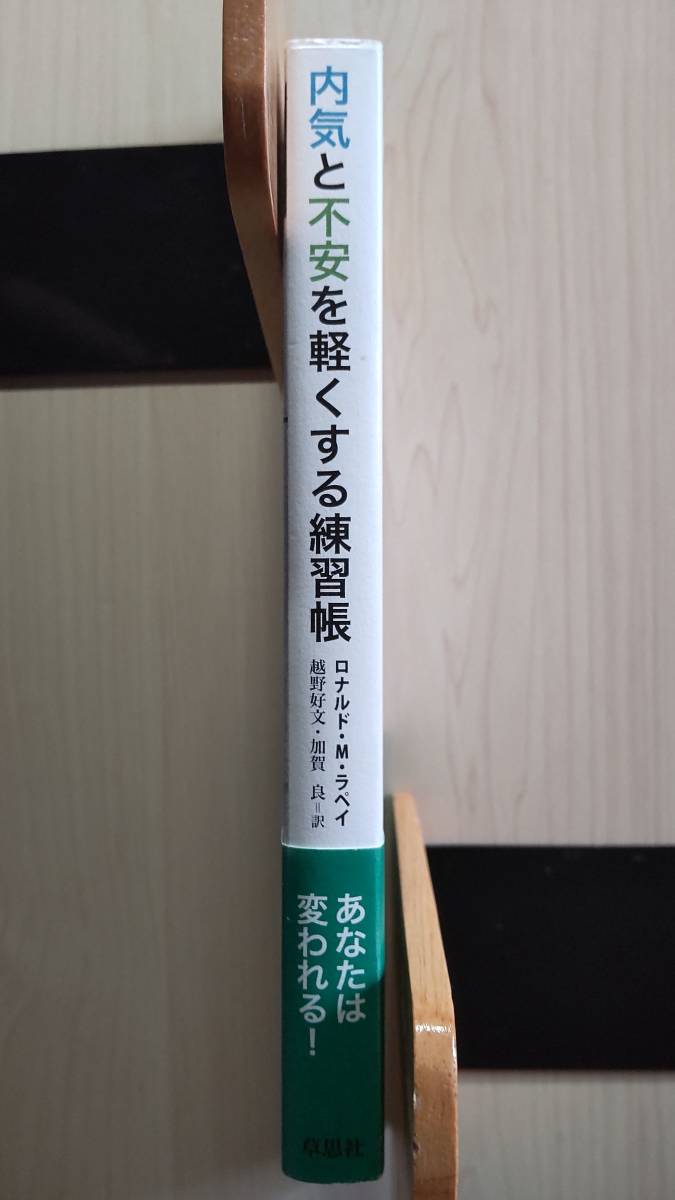 内気と不安を軽くする練習帳
ロナルド・M・ラペイ
越野好文・加賀 良＝訳
あなたは
変われる！
草思社